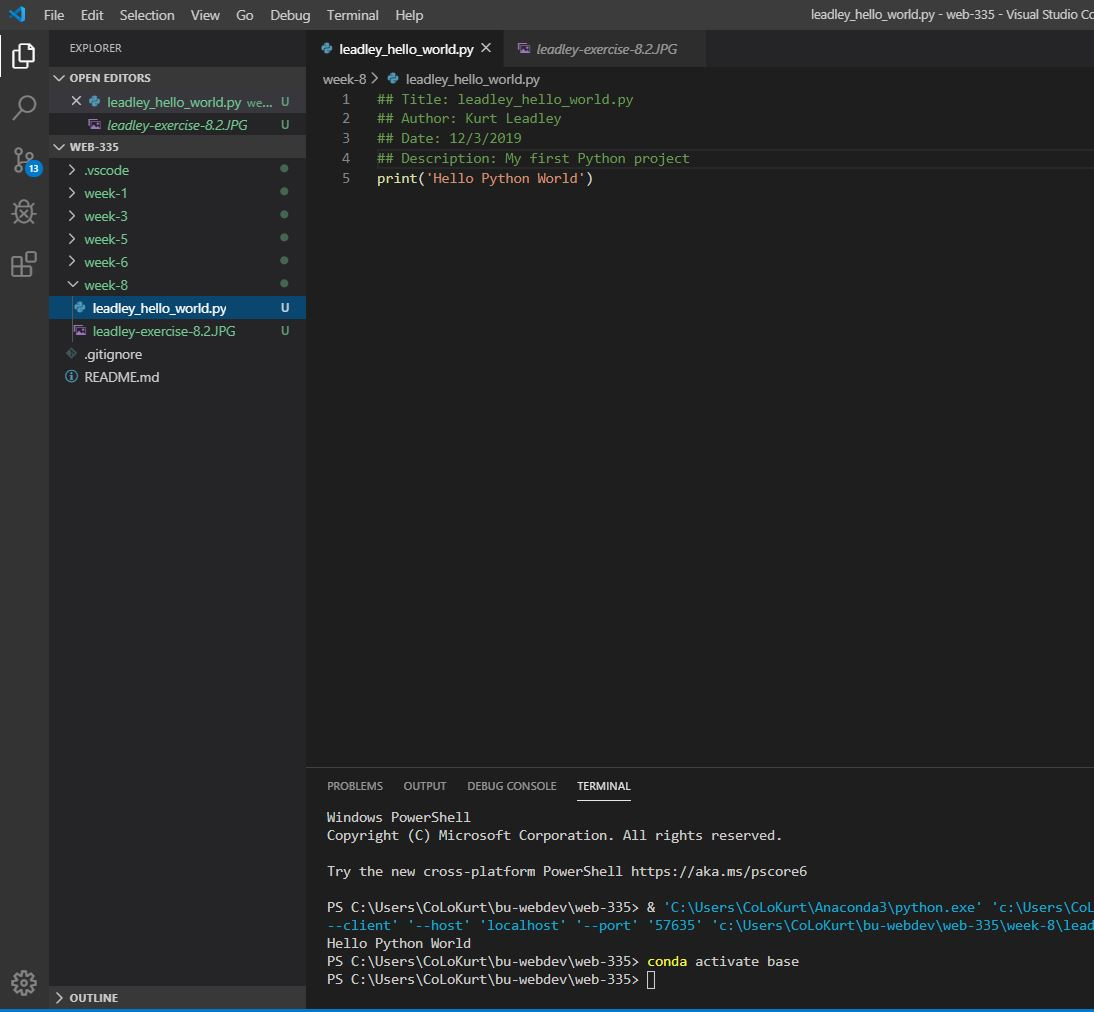 File Edit Selection View Go Debug Terminal Help
leadley_hello_world.py - web-335 - Visual Studio Co
EXPLORER
OPEN EDITORS
leadley_hello_world.py we... U
leadley-exercise-8.2.JPG U
WEB-335
.vscode
week-1
week-3
week-5
week-6
week-8
leadley_hello_world.py U
leadley-exercise-8.2.JPG U
.gitignore
README.md
OUTLINE
13
leadley_hello_world.py
leadley-exercise-8.2.JPG
week-8 > leadley_hello_world.py
1 ## Title: leadley_hello_world.py
2 ## Author: Kurt Leadley
3 ## Date: 12/3/2019
4 ## Description: My first Python project
5 print('Hello Python World')
PROBLEMS OUTPUT DEBUG CONSOLE TERMINAL
Windows PowerShell
Copyright (C) Microsoft Corporation. All rights reserved.
Try the new cross-platform PowerShell https://aka.ms/pscore6
PS C:\Users\CoLoKurt\bu-webdev\web-335> & 'C:\Users\CoLoKurt\Anaconda3\python.exe' 'c:\Users\CoL
--client' '--host' 'localhost' '--port' '57635' 'c:\Users\CoLoKurt\bu-webdev\web-335\week-8\lead
Hello Python World
PS C:\Users\CoLoKurt\bu-webdev\web-335> conda activate base
PS C:\Users\CoLoKurt\bu-webdev\web-335>